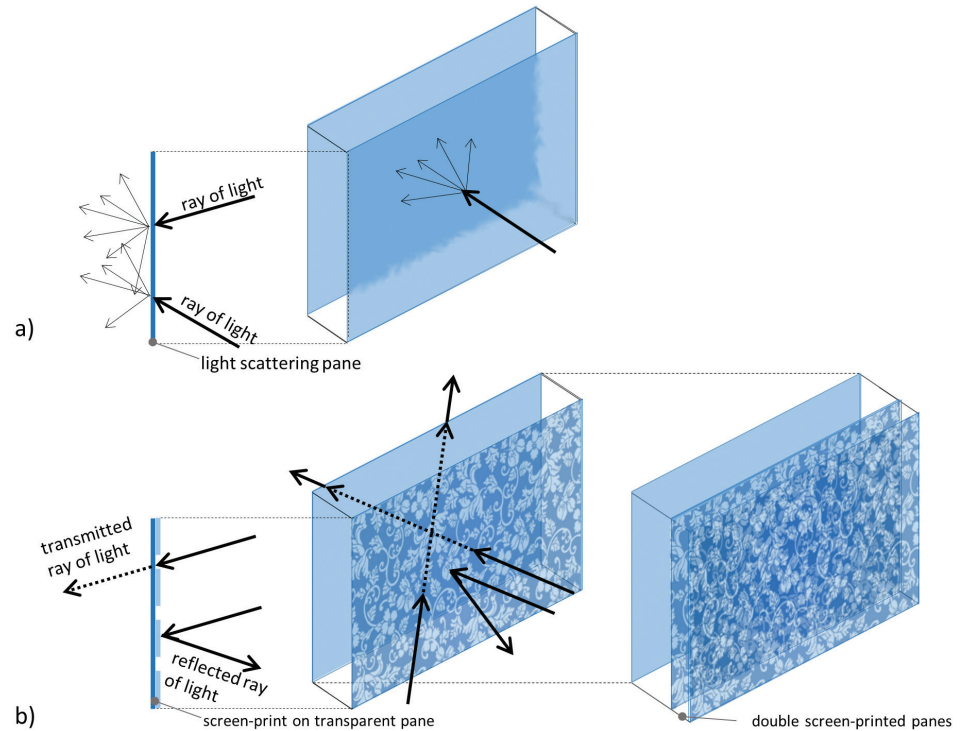 ray of light
ray of light
a)
light scattering pane
transmitted
ray of light
reflected ray
of light
b)
screen-print on transparent pane
double screen-printed panes